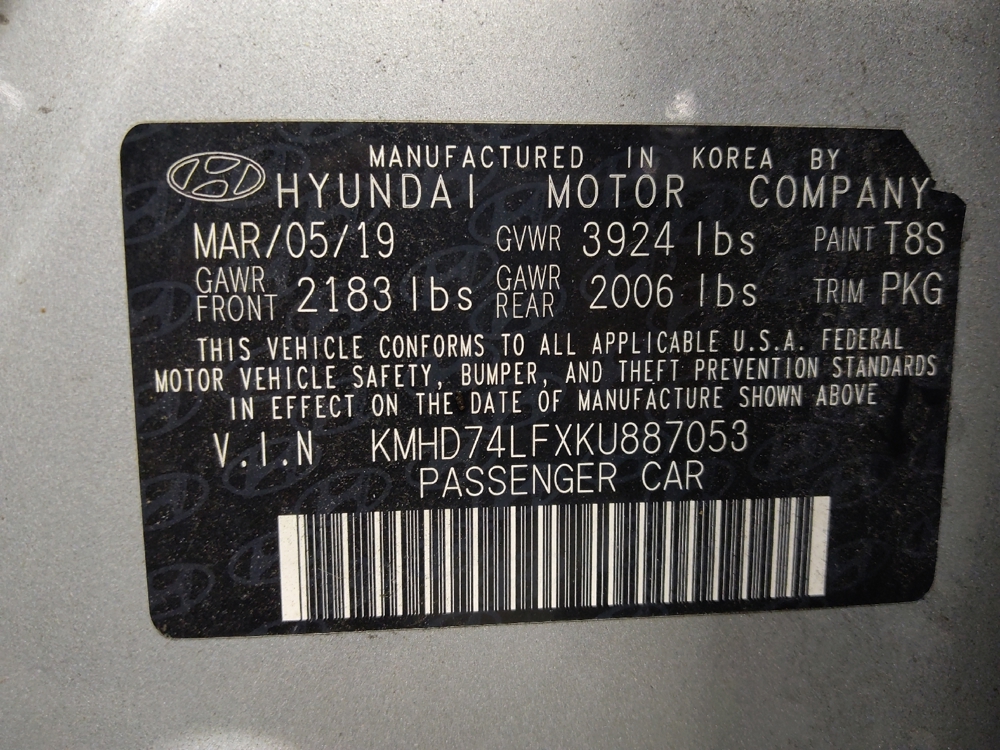 MANUFACTURED IN KOREA BY
HYUNDAI MOTOR COMPANY
MAR/05/19 GVWR 3924 lbs PAINT T8S
GAWR FRONT 2183 lbs GAWR REAR 2006 lbs TRIM PKG
THIS VEHICLE CONFORMS TO ALL APPLICABLE U.S.A. FEDERAL
MOTOR VEHICLE SAFETY, BUMPER, AND THEFT PREVENTION STANDARDS
IN EFFECT ON THE DATE OF MANUFACTURE SHOWN ABOVE
V.I.N KMHD74LFXKU887053
PASSENGER CAR